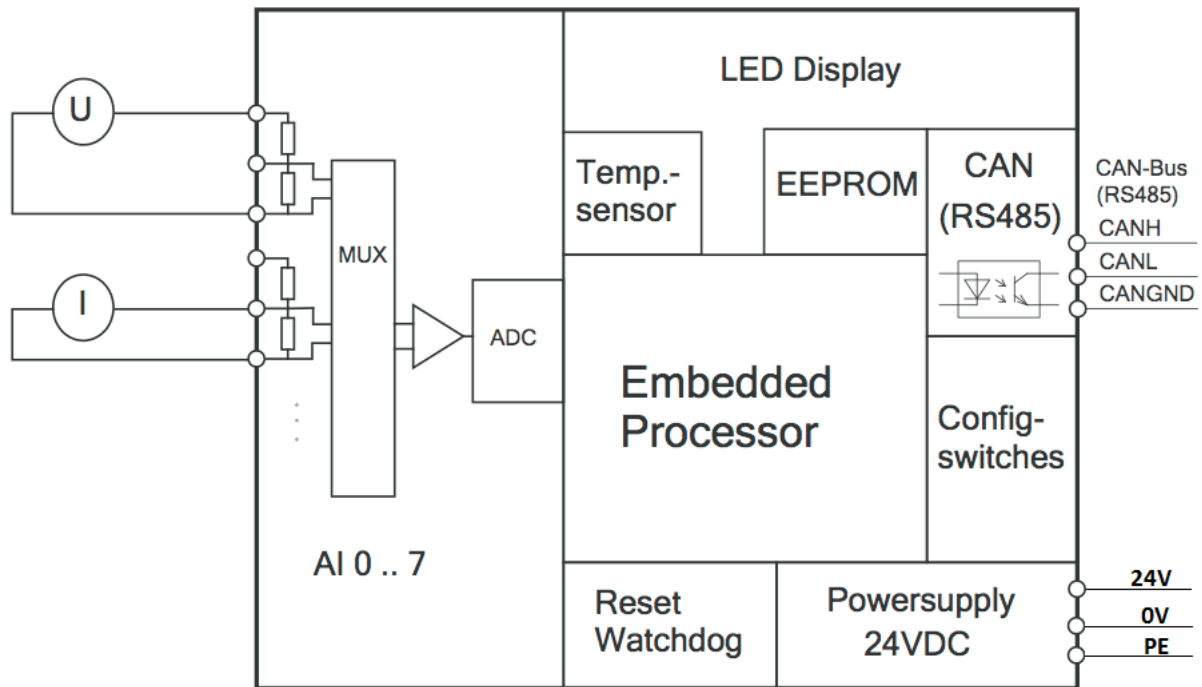 U
I
MUX
ADC
AI 0 .. 7
LED Display
Temp.-
sensor
EEPROM
CAN
(RS485)
Embedded
Processor
Config-
switches
Reset
Watchdog
Powersupply
24VDC
CAN-Bus
(RS485)
CANH
CANL
CANGND
24V
0V
PE